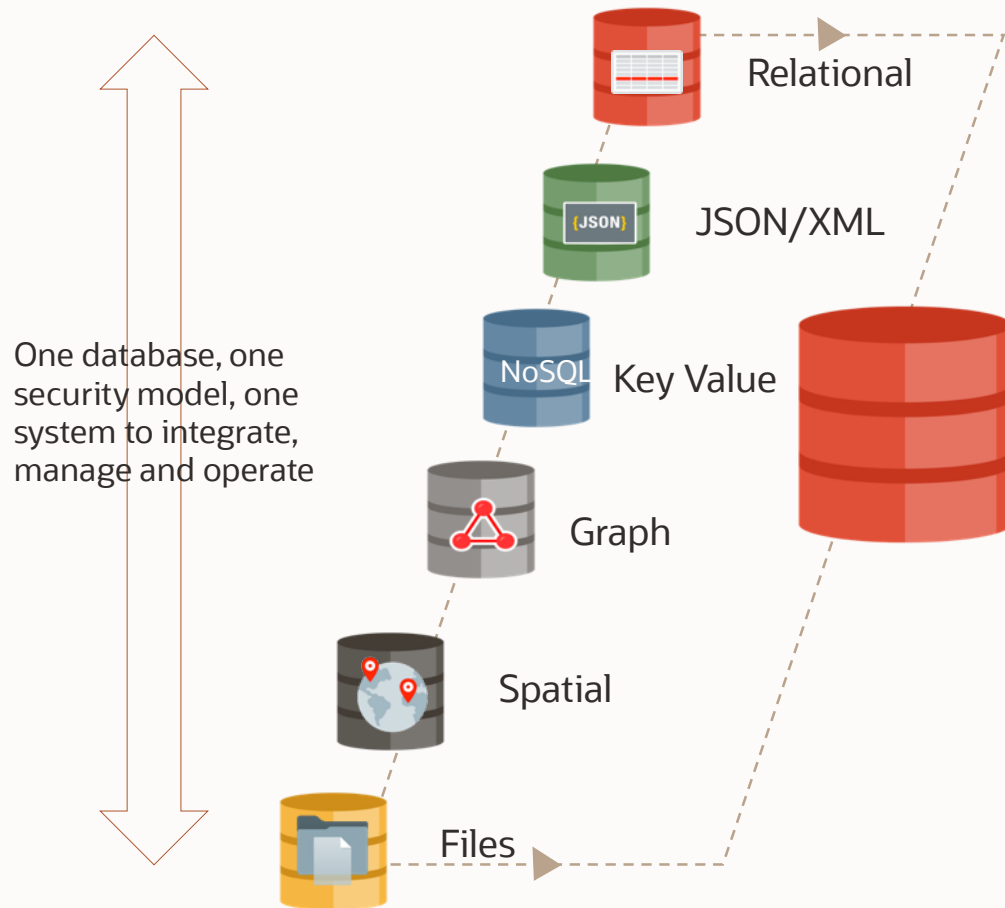 Relational
{JSON}
JSON/XML
One database, one
security model, one
system to integrate,
manage and operate
NoSQL
Key Value
Graph
Spatial
Files